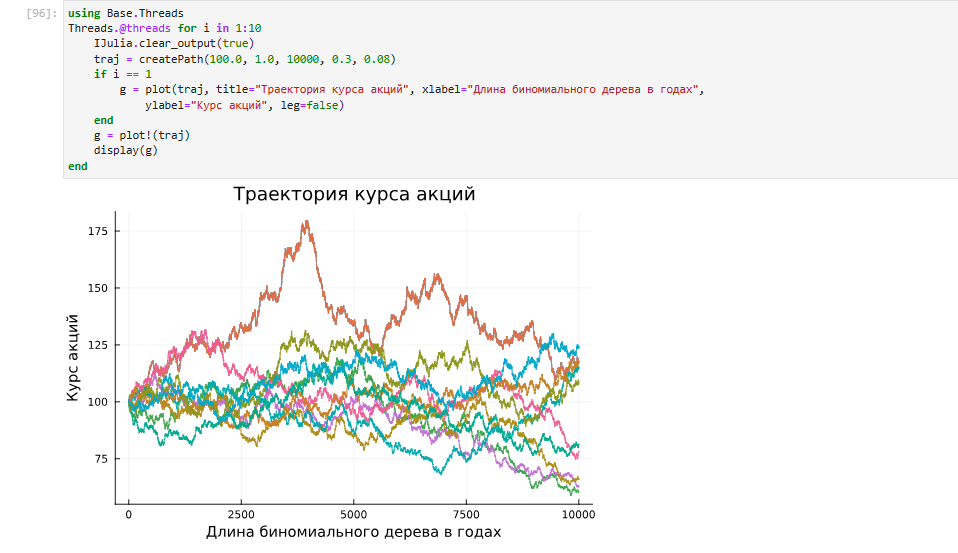 [96]:
using Base.Threads
Threads.@threads for i in 1:10
    IJulia.clear_output(true)
    traj = createPath(100.0, 1.0, 10000, 0.3, 0.08)
    if i == 1
        g = plot(traj, title="Траектория курса акций", xlabel="Длина биномиального дерева в годах",
            ylabel="Курс акций", leg=false)
    end
    g = plot!(traj)
    display(g)
end
Траектория курса акций
175
150
125
100
75
Курс акций
0 2500 5000 7500 10000
Длина биномиального дерева в годах